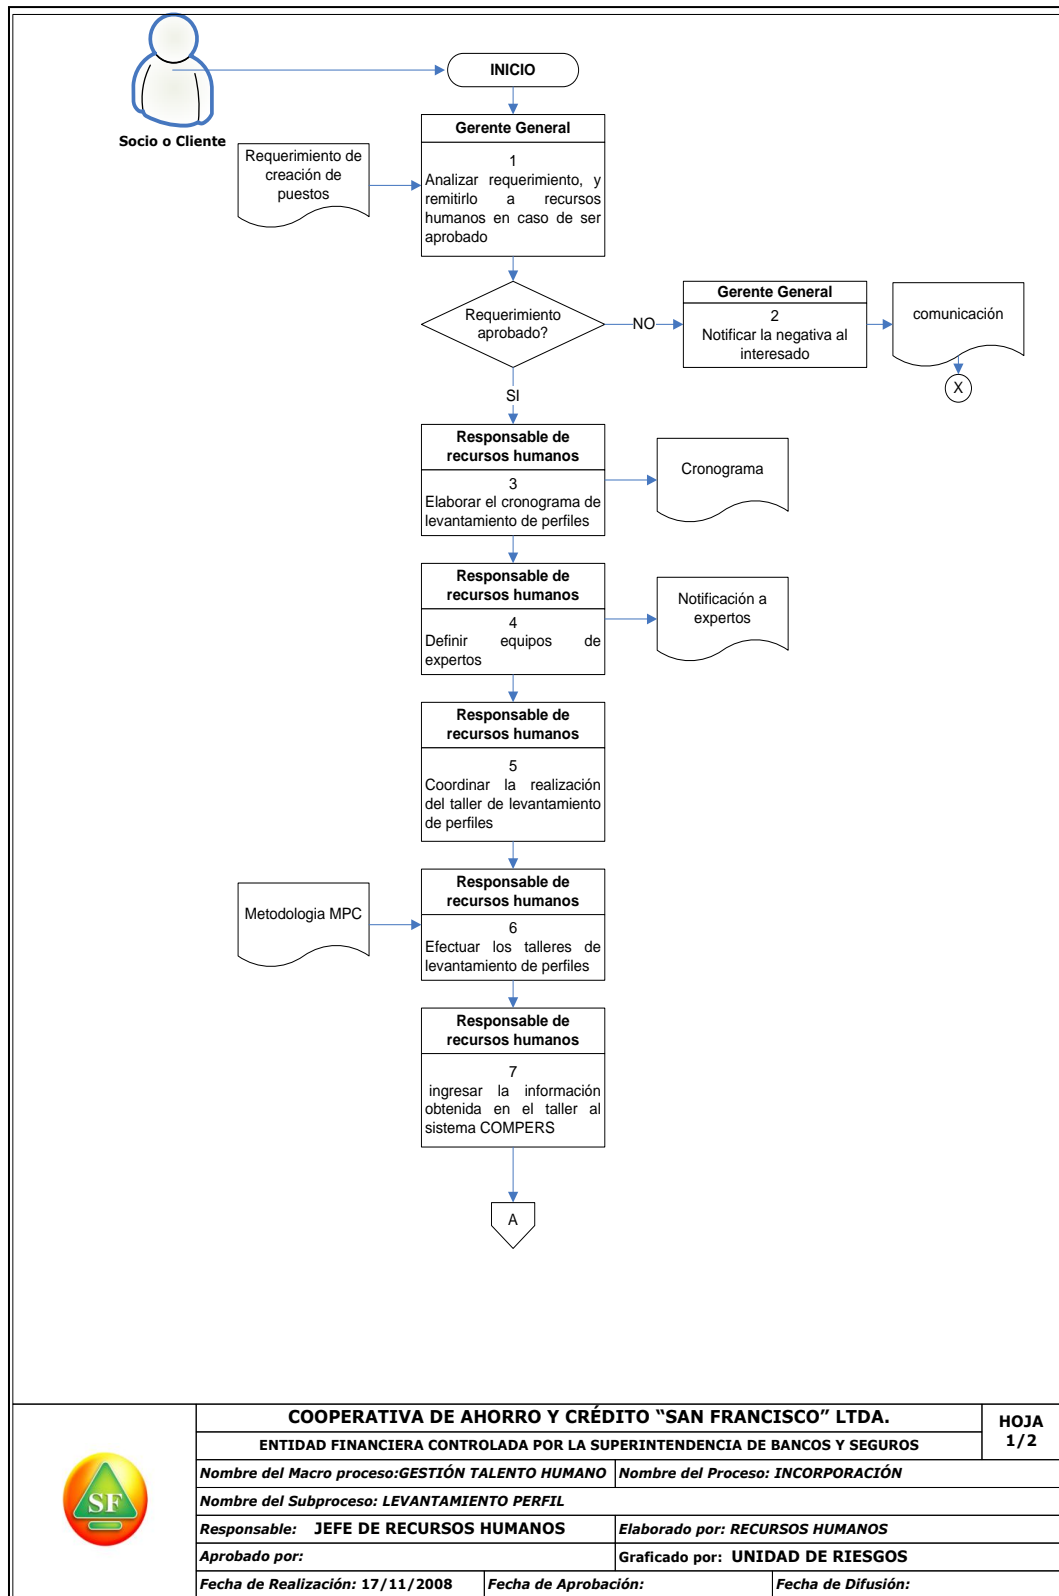 INICIO
Socio o Cliente
Gerente General
Requerimiento de
creación de
puestos
1
Analizar requerimiento, y
remitirlo a recursos
humanos en caso de ser
aprobado
Requerimiento
aprobado?
NO
Gerente General
2
Notificar la negativa al
interesado
comunicación
X
SI
Responsable de
recursos humanos
3
Elaborar el cronograma de
levantamiento de perfiles
Cronograma
Responsable de
recursos humanos
4
Definir equipos de
expertos
Notificación a
expertos
Responsable de
recursos humanos
5
Coordinar la realización
del taller de levantamiento
de perfiles
Responsable de
recursos humanos
Metodologia MPC
6
Efectuar los talleres de
levantamiento de perfiles
Responsable de
recursos humanos
7
ingresar la información
obtenida en el taller al
sistema COMPERS
A
SF
COOPERATIVA DE AHORRO Y CRÉDITO “SAN FRANCISCO” LTDA.
HOJA
1/2
ENTIDAD FINANCIERA CONTROLADA POR LA SUPERINTENDENCIA DE BANCOS Y SEGUROS
Nombre del Macro proceso:GESTIÓN TALENTO HUMANO
Nombre del Proceso: INCORPORACIÓN
Nombre del Subproceso: LEVANTAMIENTO PERFIL
Responsable: JEFE DE RECURSOS HUMANOS
Elaborado por: RECURSOS HUMANOS
Aprobado por:
Graficado por: UNIDAD DE RIESGOS
Fecha de Realización: 17/11/2008
Fecha de Aprobación:
Fecha de Difusión: